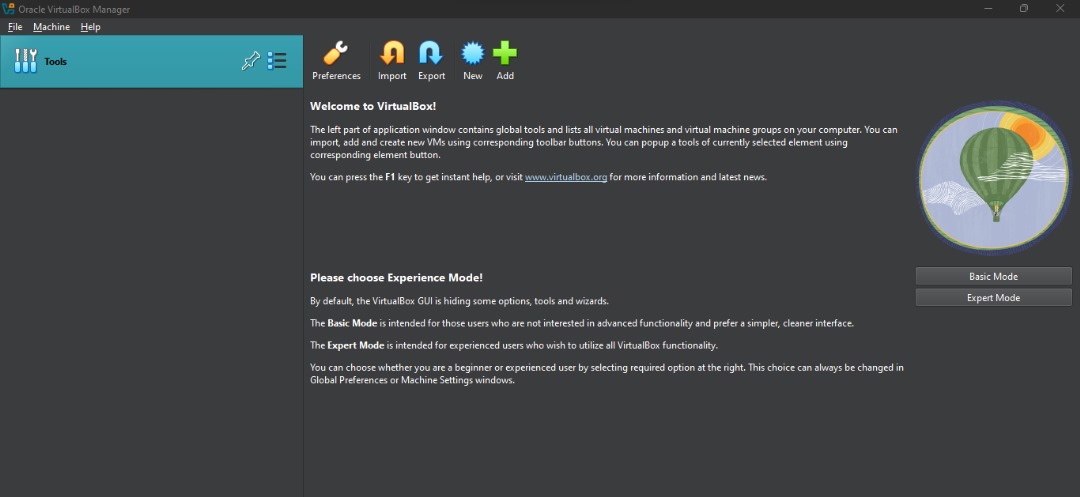 Oracle VirtualBox Manager
File Machine Help
Tools
Preferences Import Export New Add
Welcome to VirtualBox!
The left part of application window contains global tools and lists all virtual machines and virtual machine groups on your computer. You can
import, add and create new VMs using corresponding toolbar buttons. You can popup a tools of currently selected element using
corresponding element button.
You can press the F1 key to get instant help, or visit www.virtualbox.org for more information and latest news.
Please choose Experience Mode!
By default, the VirtualBox GUI is hiding some options, tools and wizards.
The Basic Mode is intended for those users who are not interested in advanced functionality and prefer a simpler, cleaner interface.
The Expert Mode is intended for experienced users who wish to utilize all VirtualBox functionality.
You can choose whether you are a beginner or experienced user by selecting required option at the right. This choice can always be changed in
Global Preferences or Machine Settings windows.
Basic Mode
Expert Mode